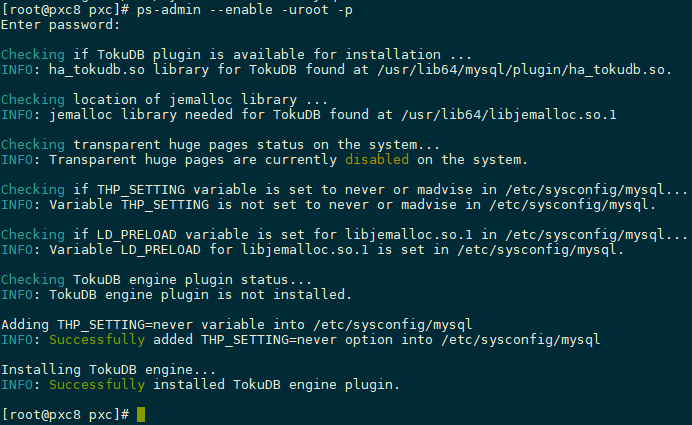 [root@pxc8 pxc]# ps-admin --enable -uroot -p
Enter password:
Checking if TokuDB plugin is available for installation ...
INFO: ha_tokudb.so library for TokuDB found at /usr/lib64/mysql/plugin/ha_tokudb.so.
Checking location of jemalloc library ...
INFO: jemalloc library needed for TokuDB found at /usr/lib64/libjemalloc.so.1
Checking transparent huge pages status on the system...
INFO: Transparent huge pages are currently disabled on the system.
Checking if THP_SETTING variable is set to never or madvise in /etc/sysconfig/mysql...
INFO: Variable THP_SETTING is not set to never or madvise in /etc/sysconfig/mysql.
Checking if LD_PRELOAD variable is set for libjemalloc.so.1 in /etc/sysconfig/mysql...
INFO: Variable LD_PRELOAD for libjemalloc.so.1 is set in /etc/sysconfig/mysql.
Checking TokuDB engine plugin status...
INFO: TokuDB engine plugin is not installed.
Adding THP_SETTING=never variable into /etc/sysconfig/mysql
INFO: Successfully added THP_SETTING=never option into /etc/sysconfig/mysql
Installing TokuDB engine...
INFO: Successfully installed TokuDB engine plugin.
[root@pxc8 pxc]#